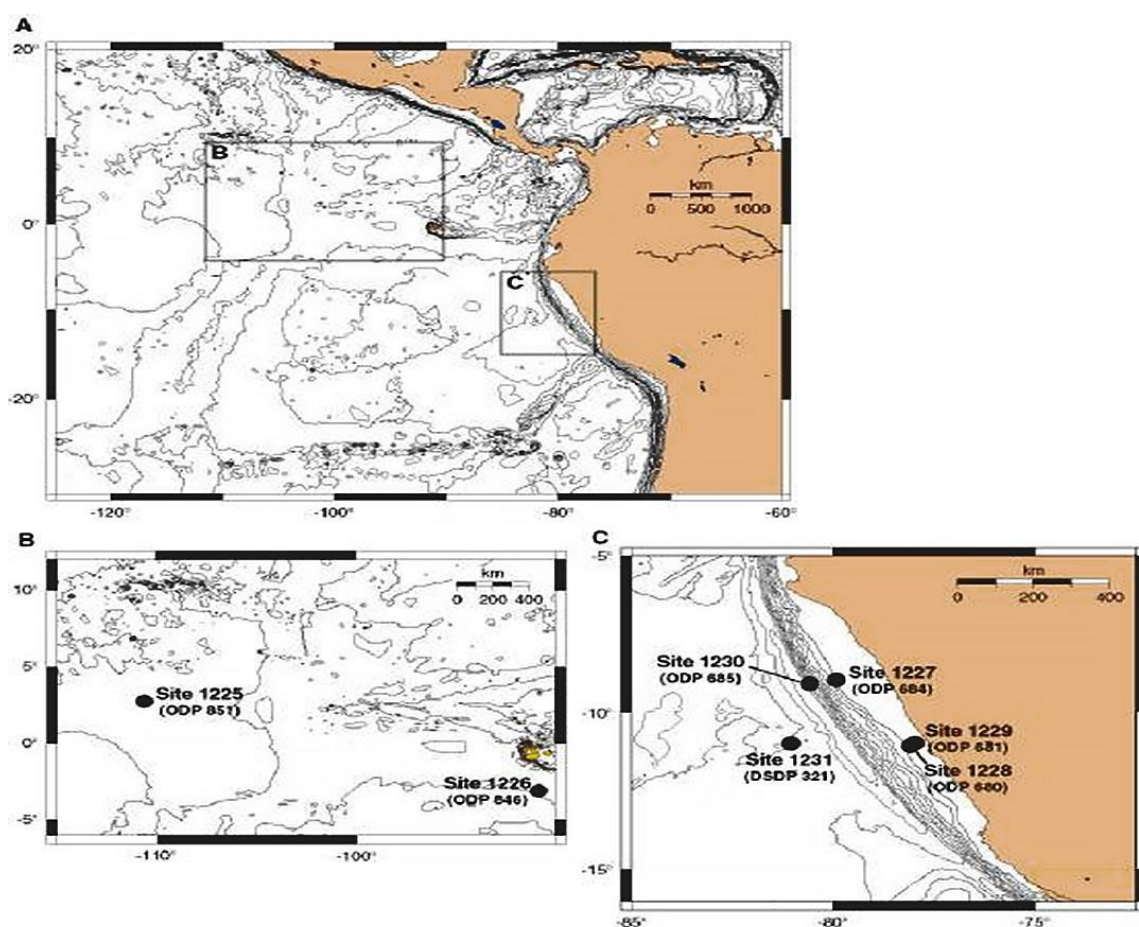 A
20°
B
km
0 500 1000
0°
C
-20°
-120° -100° -80° -60°
B
10°
km
0 200 400
5°
Site 1225
(ODP 851)
0°
Site 1226
(ODP 846)
-5°
-110° -100°
C
-5°
km
0 200 400
Site 1230
(ODP 685)
Site 1227
(ODP 684)
-10°
Site 1229
(ODP 681)
Site 1231
(DSDP 321)
Site 1228
(ODP 680)
-15°
-85° -80° -75°